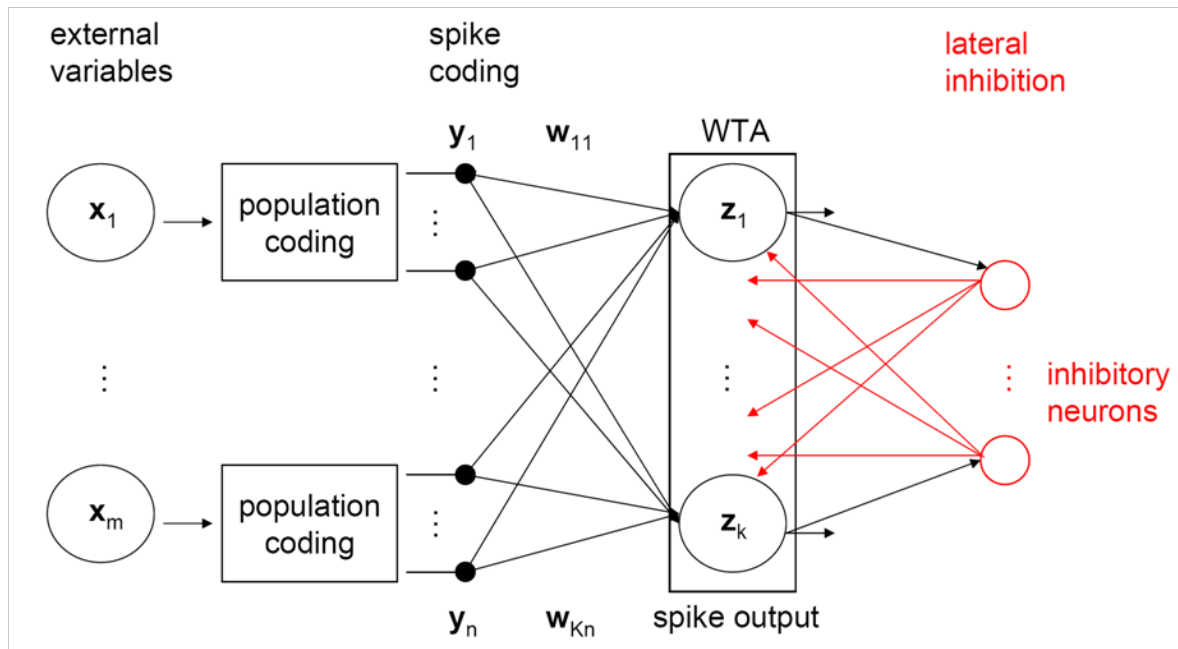 external
variables
spike
coding
lateral
inhibition
y₁
w₁₁
WTA
x₁
population
coding
⋮
z₁
⋮
⋮
⋮
inhibitory
neurons
⋮
xₘ
population
coding
⋮
zₖ
yₙ
w_Kn
spike output